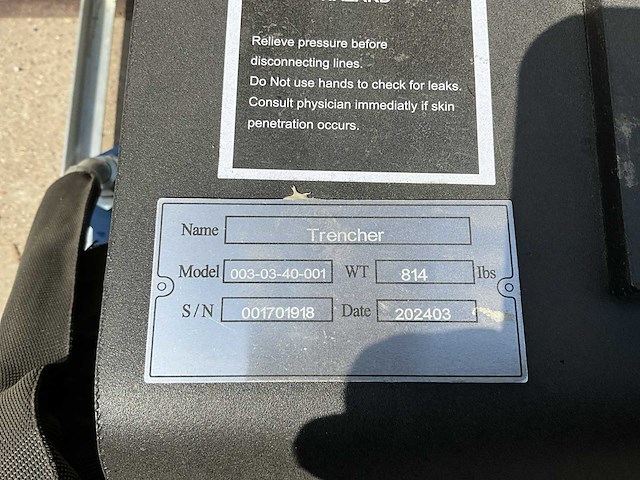 Relieve pressure before
disconnecting lines.
Do Not use hands to check for leaks.
Consult physician immediatly if skin
penetration occurs.
Name Trencher
Model 003-03-40-001 WT 814 lbs
S/N 001701918 Date 202403